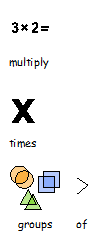 3×2=
multiply
x
times
groups of